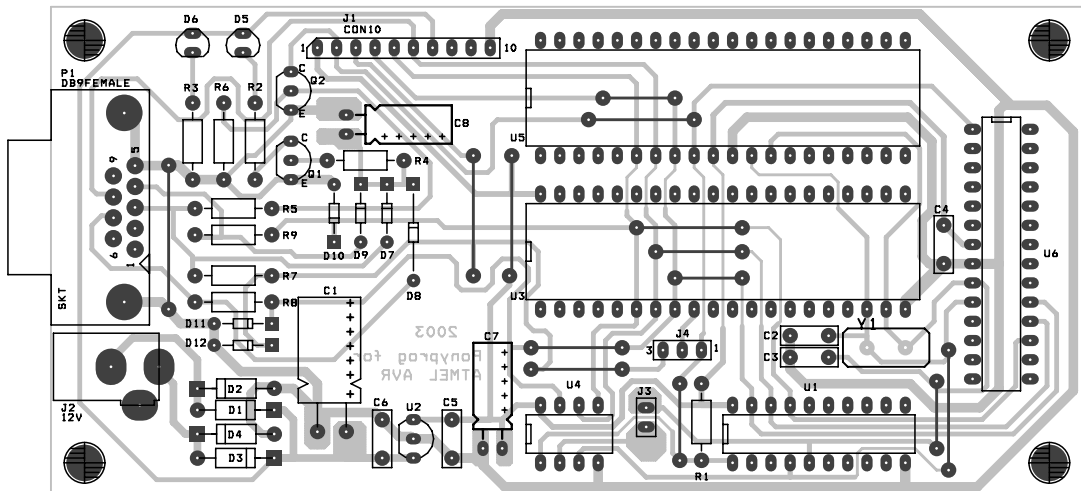 D6 D5
J1
CON10
1 10
P1
DB9FEMALE
C
Q2
E
R3 R6 R2
C8
U5
C
Q1
E
R4
9 5
6 1
R5
R9
D10 D9 D7
D8
C4
U6
R7
R8
SKT
C1
U3
D11
D12
2003
Ponyprog for
ATMEL AVR
C7
J4
3 1
C2
C3
Y1
J2
12V
D2
D1
D4
D3
C6 U2 C5
U4
J3
U1
R1